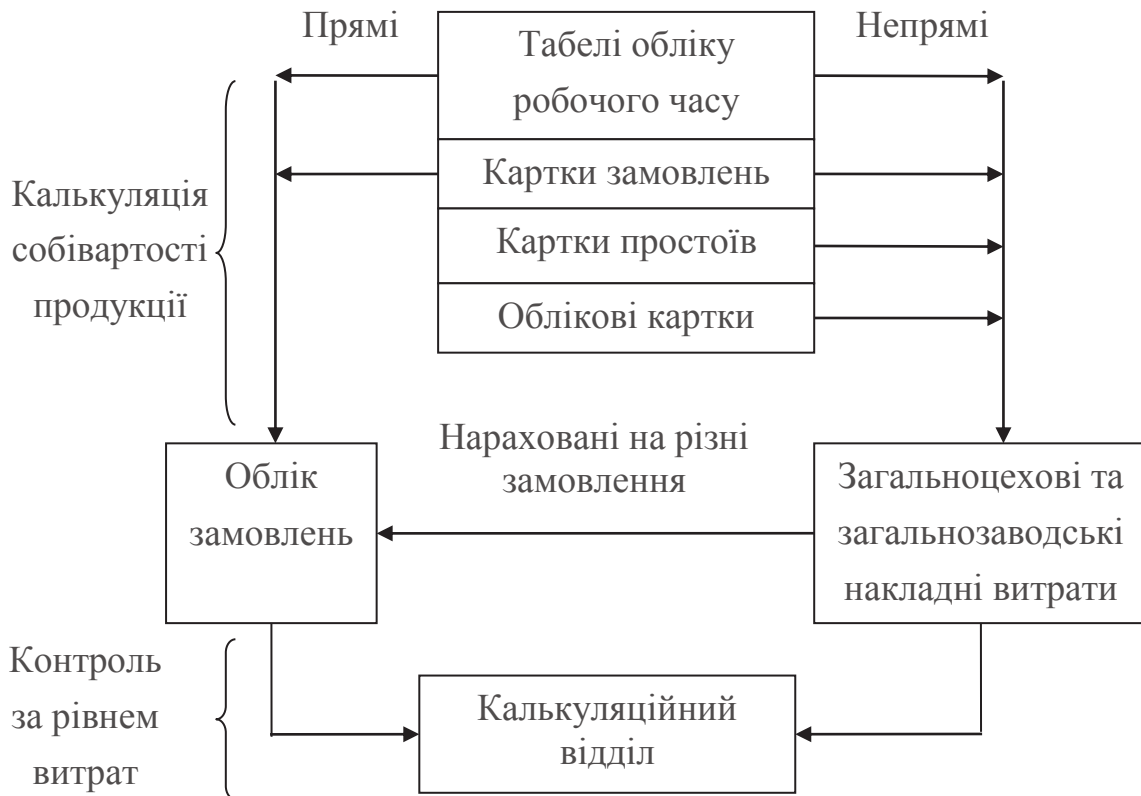 Прямі
Табелі обліку
робочого часу
Непрямі
Картки замовлень
Картки простоїв
Облікові картки
Калькуляція
собівартості
продукції
Нараховані на різні
замовлення
Облік
замовлень
Загальноцехові та
загальнозаводські
накладні витрати
Контроль
за рівнем
витрат
Калькуляційний
відділ